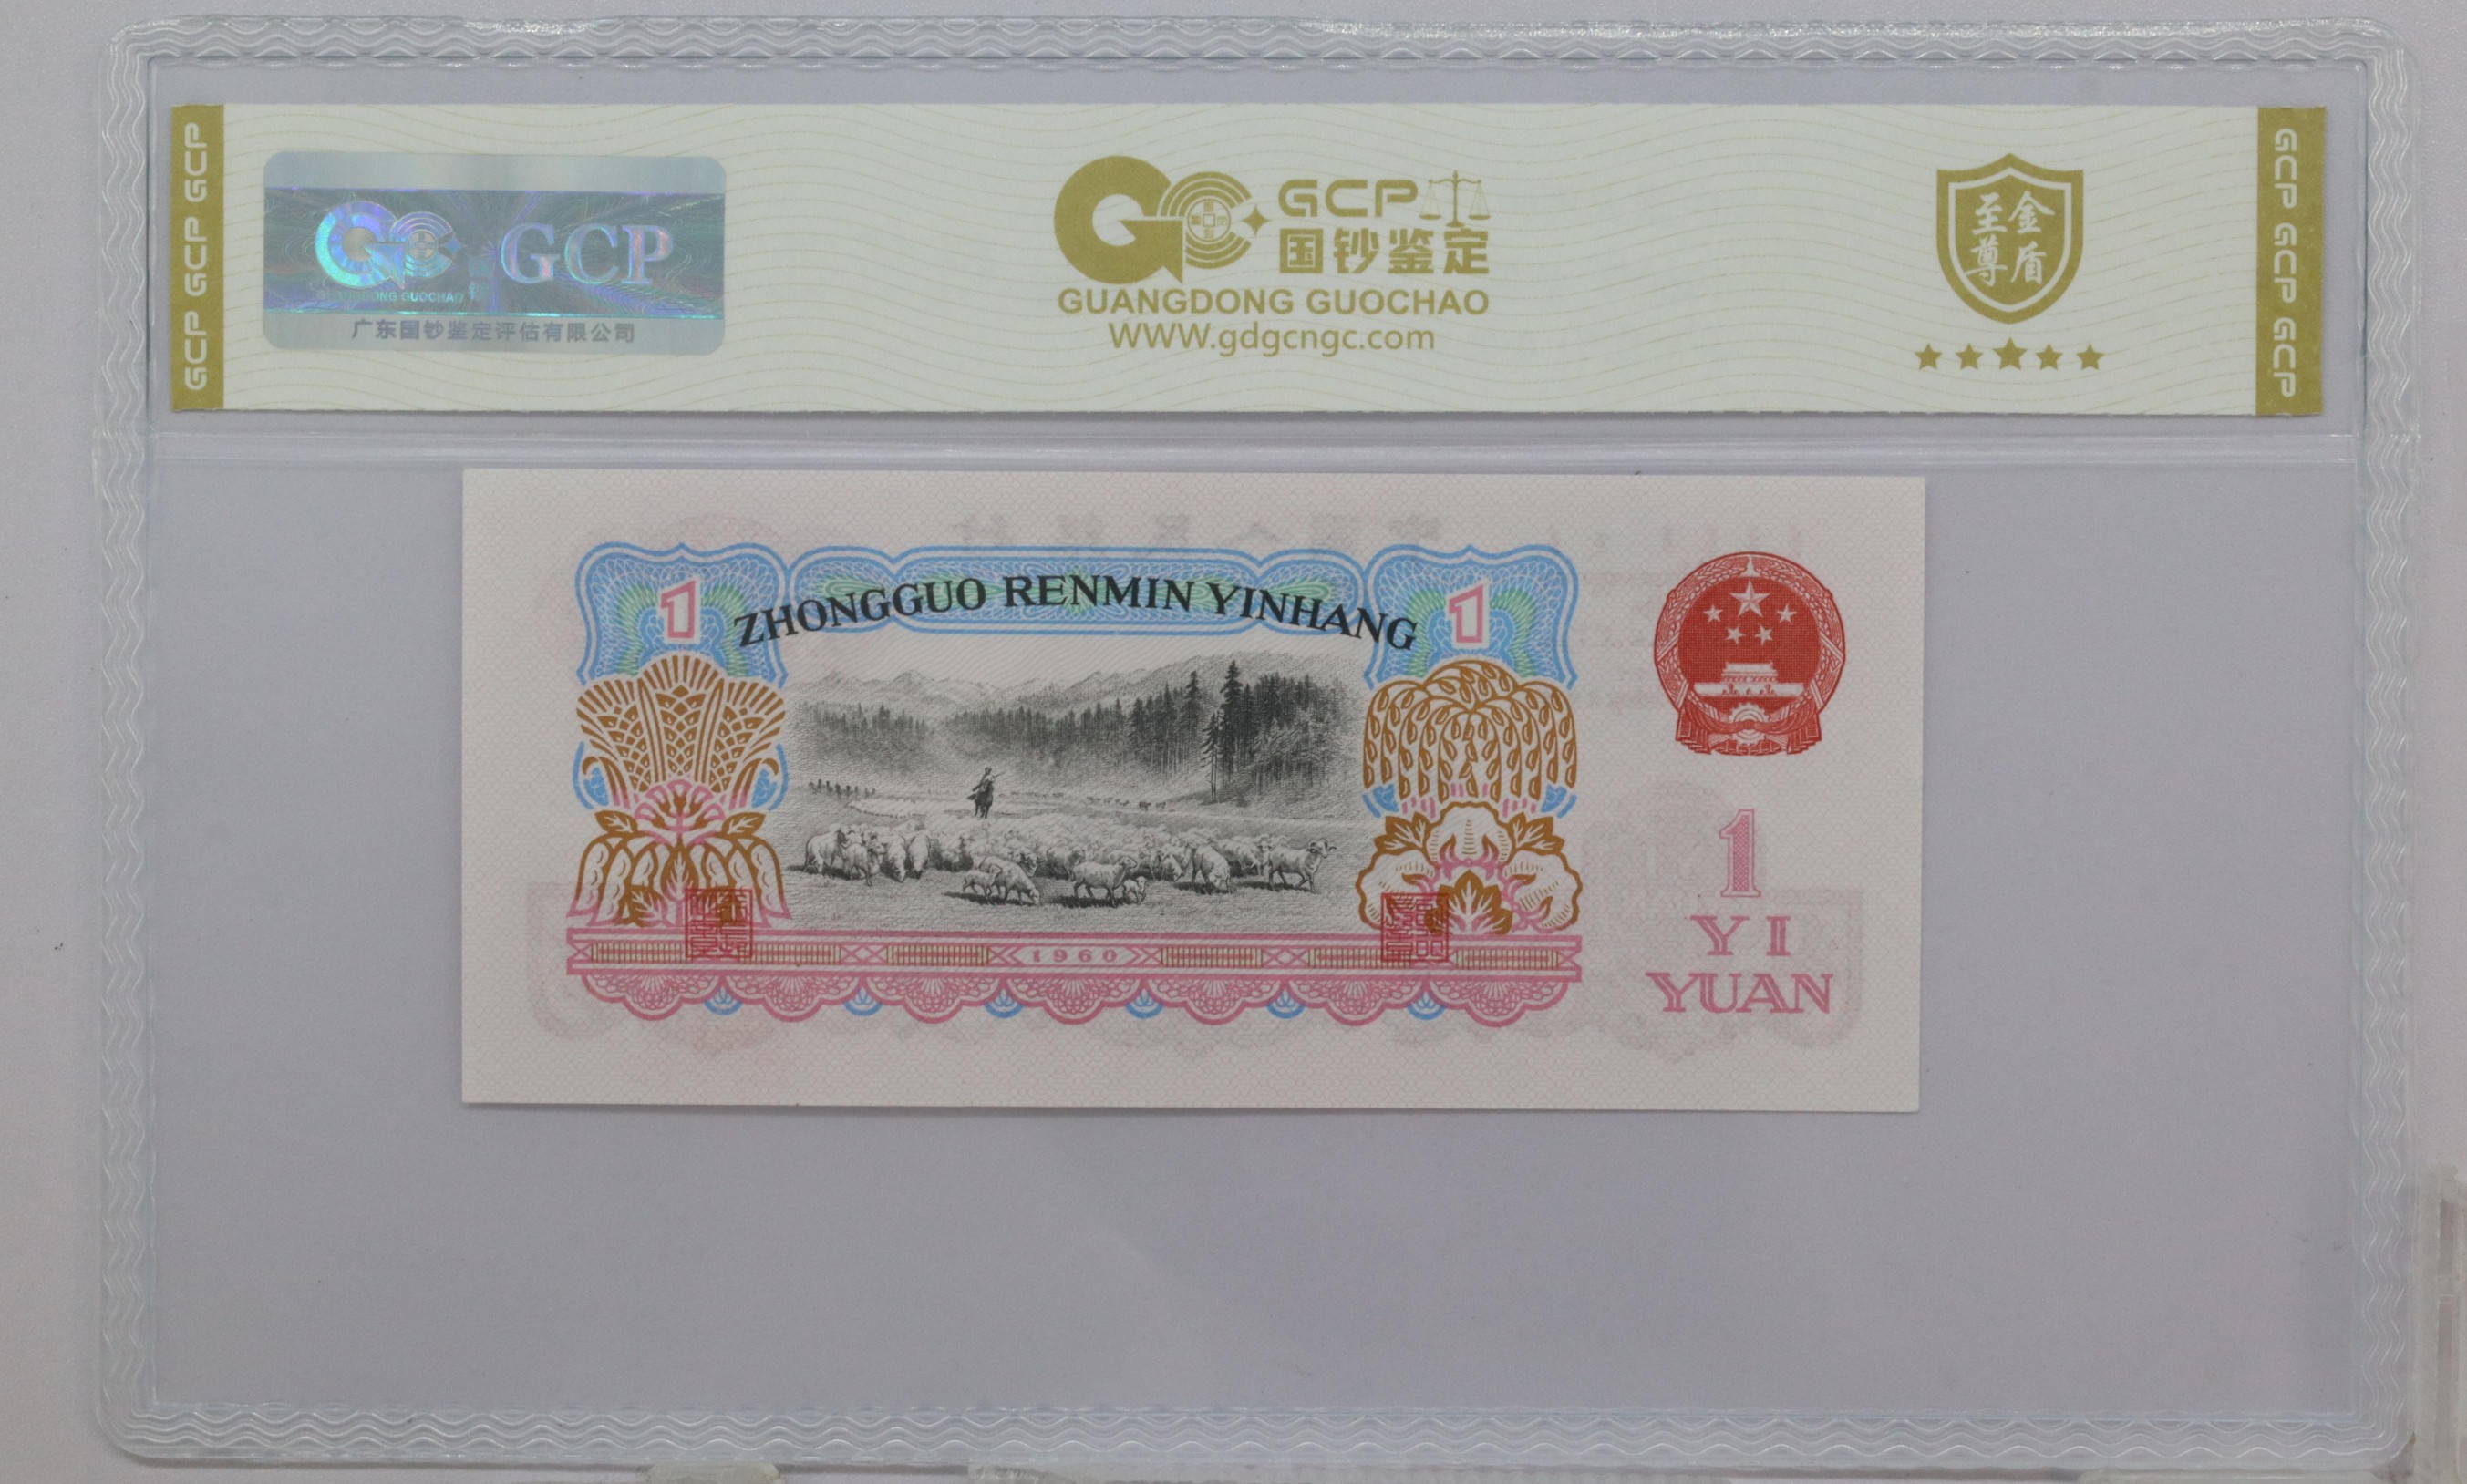 GCP GCP GCP
GCP
GUANGDONG GUOCHAO
广东国钞鉴定评估有限公司
GCP
国钞鉴定
GUANGDONG GUOCHAO
WWW.gdgcngc.com
至尊
金盾
GCP GCP GCP
1
ZHONGGUO RENMIN YINHANG
1
1960
1
YI
YUAN